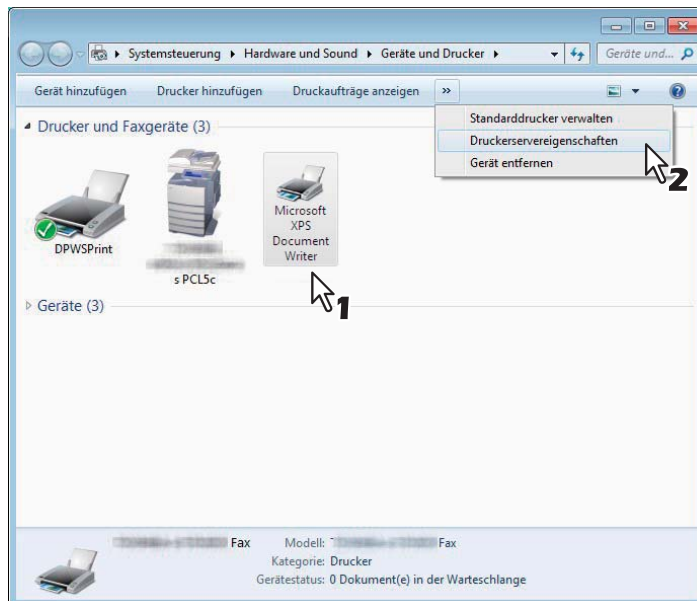 Systemsteuerung ▸ Hardware und Sound ▸ Geräte und Drucker ▸
Geräte und...
Gerät hinzufügen Drucker hinzufügen Druckaufträge anzeigen »
Standarddrucker verwalten
Druckerservereigenschaften
Gerät entfernen
2
Drucker und Faxgeräte (3)
DPWSPrint
s PCL5c
Microsoft
XPS
Document
Writer
1
Geräte (3)
Fax Modell: Fax
Kategorie: Drucker
Gerätestatus: 0 Dokument(e) in der Warteschlange